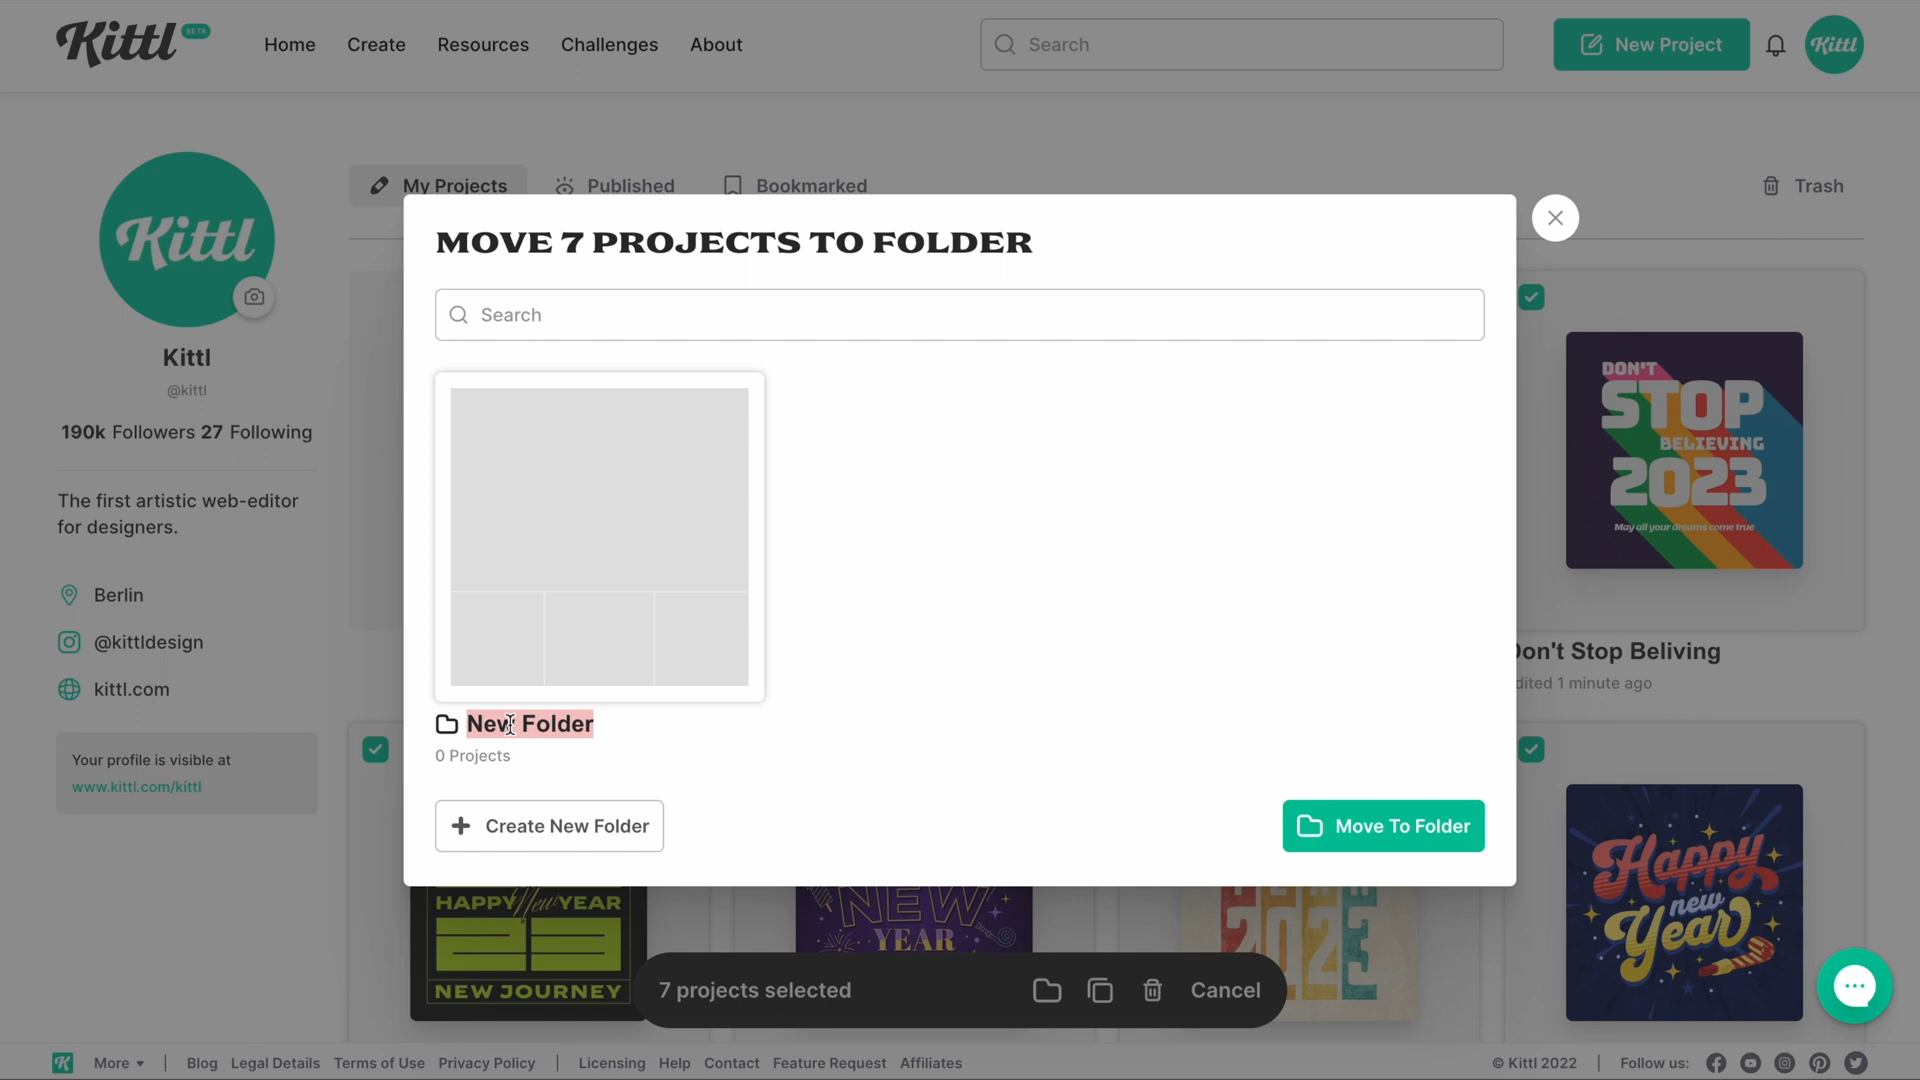 Kittl BETA
Home Create Resources Challenges About
Search
New Project
Kittl
My Projects Published Bookmarked
Trash
MOVE 7 PROJECTS TO FOLDER
Search
New Folder
0 Projects
Create New Folder
Move To Folder
Kittl
Kittl
@kittl
190k Followers 27 Following
The first artistic web-editor
for designers.
Berlin
@kittldesign
kittl.com
Your profile is visible at
www.kittl.com/kittl
DON'T
STOP
BELIEVING
2023
May all your dreams come true
on't Stop Beliving
dited 1 minute ago
HAPPY New YEAR
23
NEW JOURNEY
NEW
YEAR
2023
Happy
new
Year
7 projects selected
Cancel
K More Blog Legal Details Terms of Use Privacy Policy Licensing Help Contact Feature Request Affiliates
© Kittl 2022 Follow us: